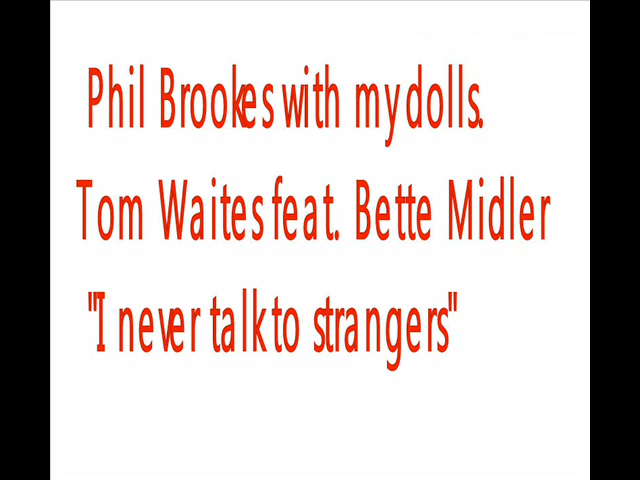 Phil Brookes with my dolls.
Tom Waites feat. Bette Midler
"I never talk to strangers"